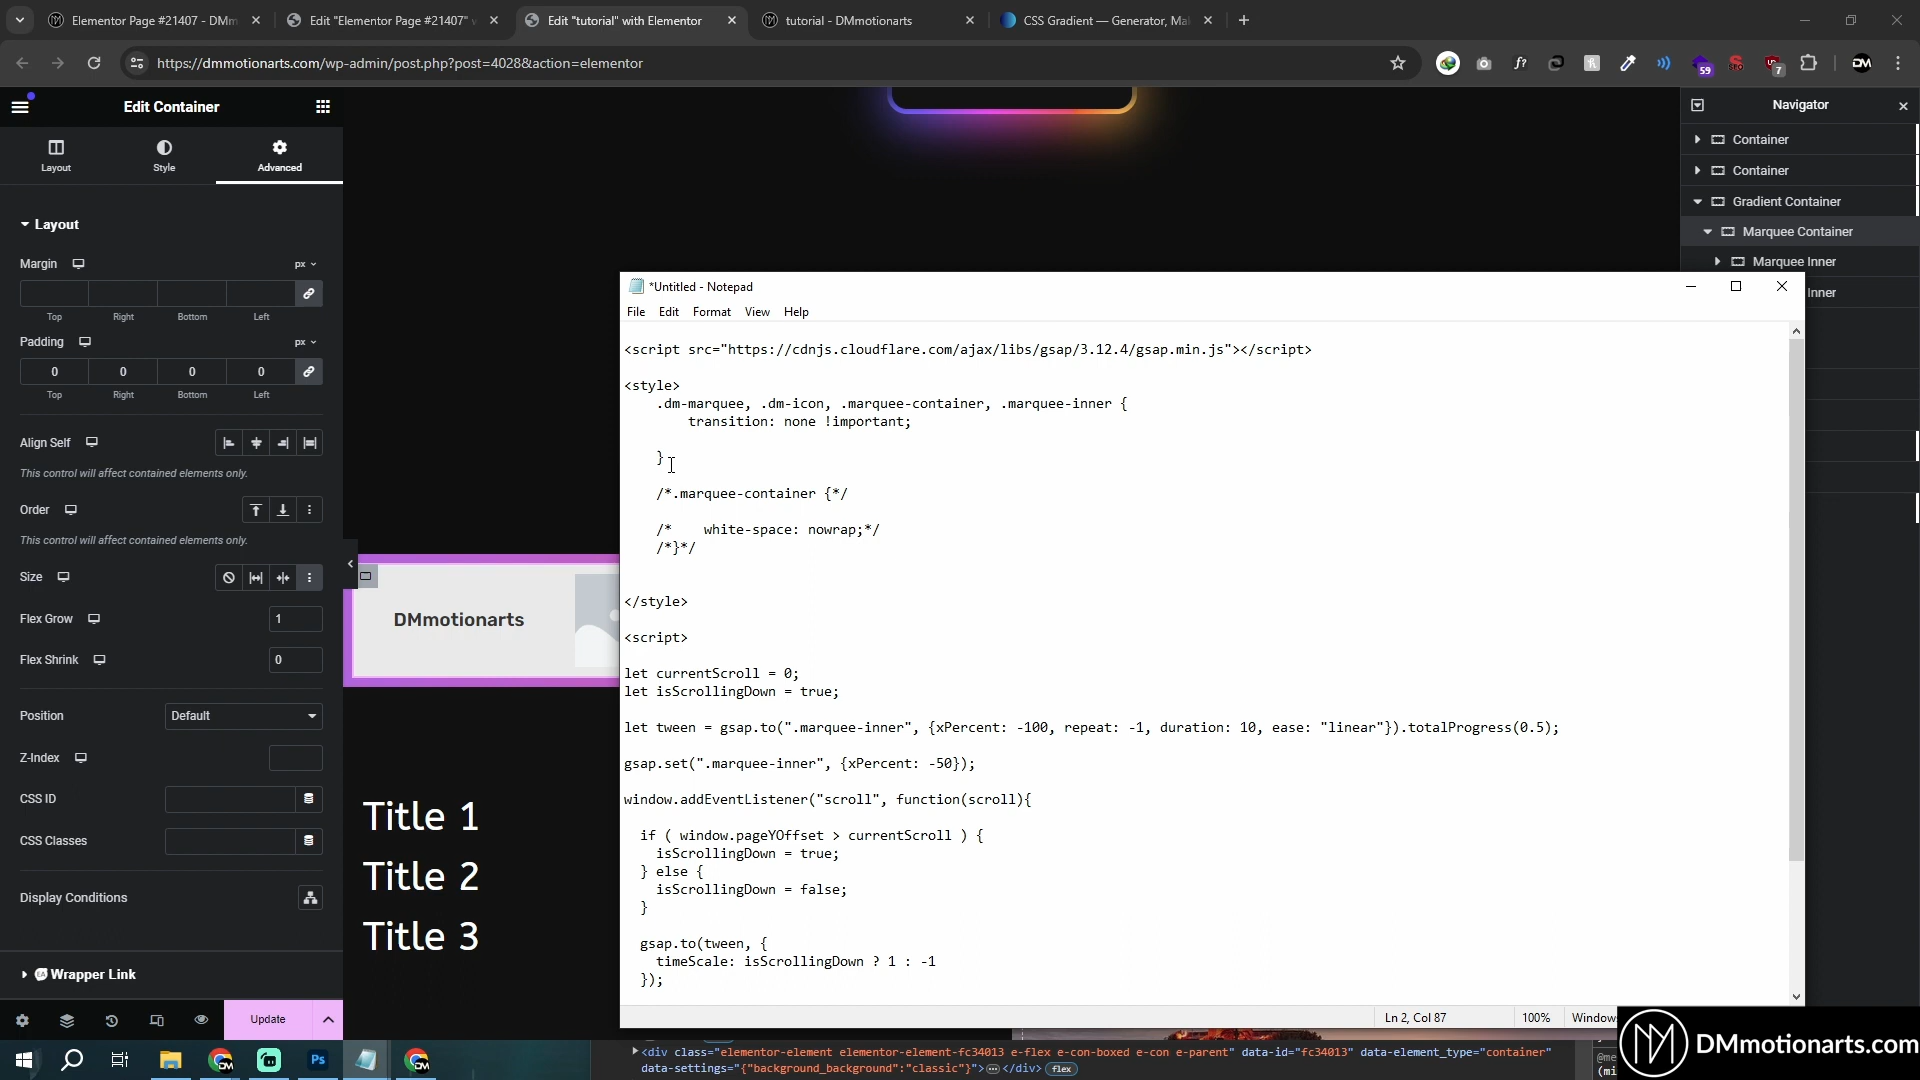 Elementor Page #21407 - DMm
Edit "Elementor Page #21407" w
Edit "tutorial" with Elementor
tutorial - DMmotionarts
CSS Gradient — Generator, Ma
https://dmmotionarts.com/wp-admin/post.php?post=4028&action=elementor
f?
59
7
Edit Container
Layout
Style
Advanced
Layout
Margin
px
Top
Right
Bottom
Left
Padding
px
0
0
0
0
Top
Right
Bottom
Left
Align Self
This control will affect contained elements only.
Order
This control will affect contained elements only.
Size
Flex Grow
1
Flex Shrink
0
Position
Default
Z-Index
CSS ID
CSS Classes
Display Conditions
Wrapper Link
Update
DMmotionarts
Title 1
Title 2
Title 3
*Untitled - Notepad
File Edit Format View Help
<script src="https://cdnjs.cloudflare.com/ajax/libs/gsap/3.12.4/gsap.min.js"></script>
<style>
.dm-marquee, .dm-icon, .marquee-container, .marquee-inner {
transition: none !important;
}
/*.marquee-container {*/
/* white-space: nowrap;*/
/*}*/
</style>
<script>
let currentScroll = 0;
let isScrollingDown = true;
let tween = gsap.to(".marquee-inner", {xPercent: -100, repeat: -1, duration: 10, ease: "linear"}).totalProgress(0.5);
gsap.set(".marquee-inner", {xPercent: -50});
window.addEventListener("scroll", function(scroll){
if ( window.pageYOffset > currentScroll ) {
isScrollingDown = true;
} else {
isScrollingDown = false;
}
gsap.to(tween, {
timeScale: isScrollingDown ? 1 : -1
});
Ln 2, Col 87
100%
Window
Navigator
Container
Container
Gradient Container
Marquee Container
Marquee Inner
Inner
<div class="elementor-element elementor-element-fc34013 e-flex e-con-boxed e-con e-parent" data-id="fc34013" data-element_type="container"
data-settings="{"background_background":"classic"}"> </div> flex
@me
(mi
DMmotionarts.com